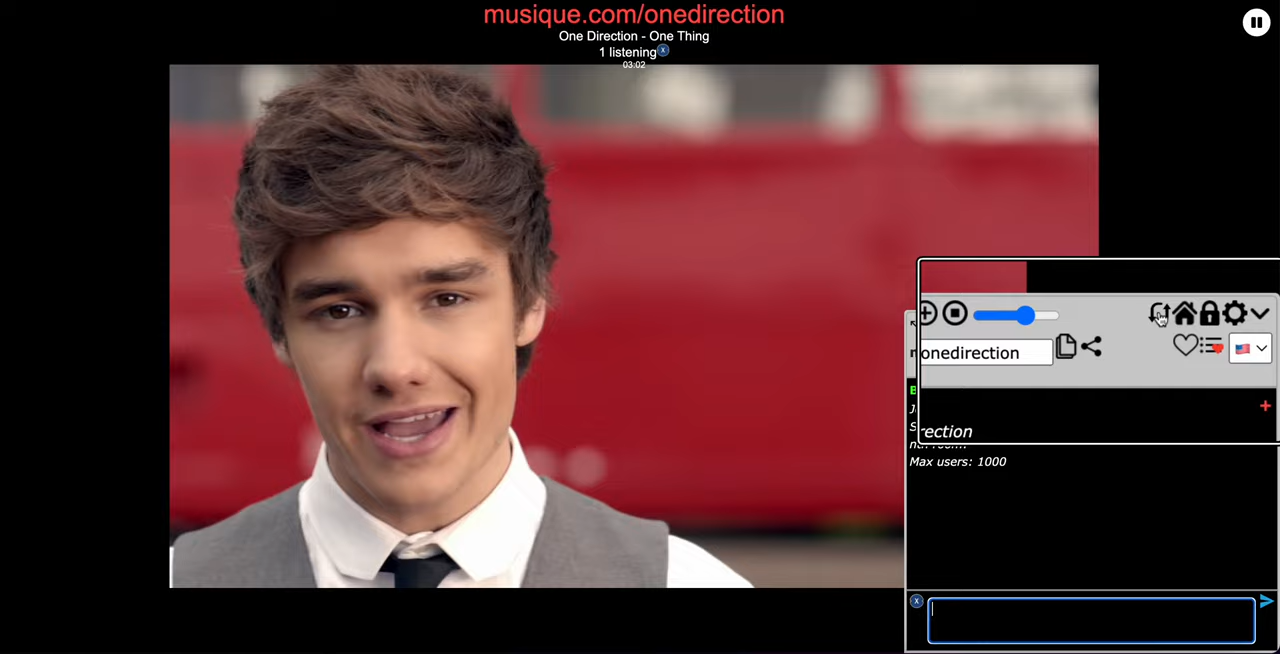 musique.com/onedirection
One Direction - One Thing
1 listening x
03:02
onedirection
rection
Max users: 1000
x